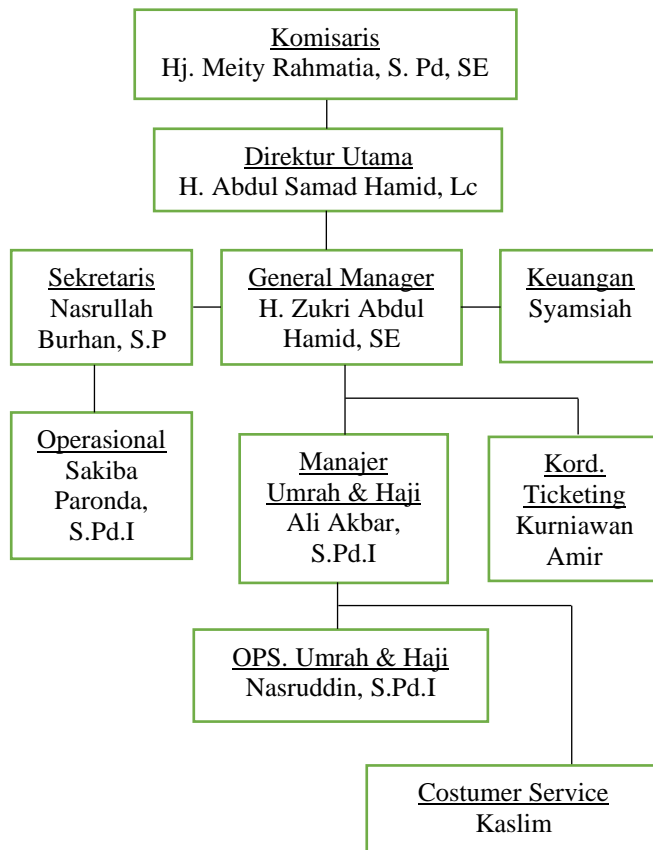 Komisaris
Hj. Meity Rahmatia, S. Pd, SE
Direktur Utama
H. Abdul Samad Hamid, Lc
Sekretaris
Nasrullah
Burhan, S.P
General Manager
H. Zukri Abdul
Hamid, SE
Keuangan
Syamsiah
Operasional
Sakiba
Paronda,
S.Pd.I
Manajer
Umrah & Haji
Ali Akbar,
S.Pd.I
Kord.
Ticketing
Kurniawan
Amir
OPS. Umrah & Haji
Nasruddin, S.Pd.I
Costumer Service
Kaslim